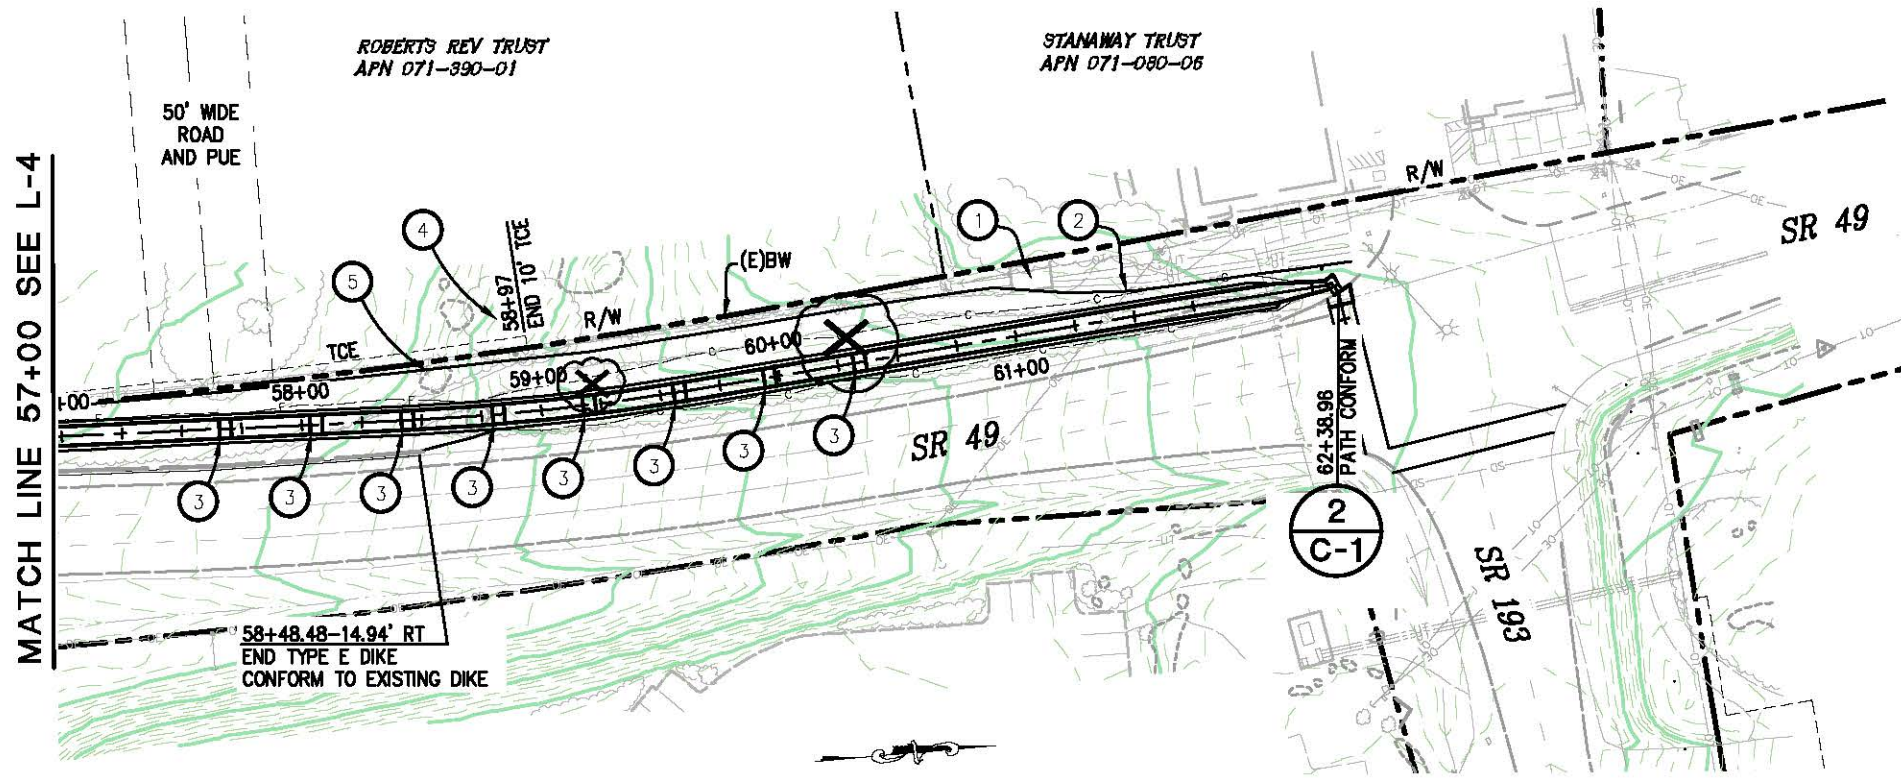 ROBERTS REV TRUST
APN 071-390-01
STANAWAY TRUST
APN 071-080-06
50' WIDE
ROAD
AND PUE
MATCH LINE 57+00 SEE L-4
4
5
58+97
END 10' TCE
(E)BW
1
2
R/W
R/W
SR 49
TCE
+00
58+00
59+00
60+00
61+00
3
3
3
3
3
3
3
3
SR 49
62+38.98
PATH CONFORM
2
C-1
SR 193
58+48.48-14.94' RT
END TYPE E DIKE
CONFORM TO EXISTING DIKE